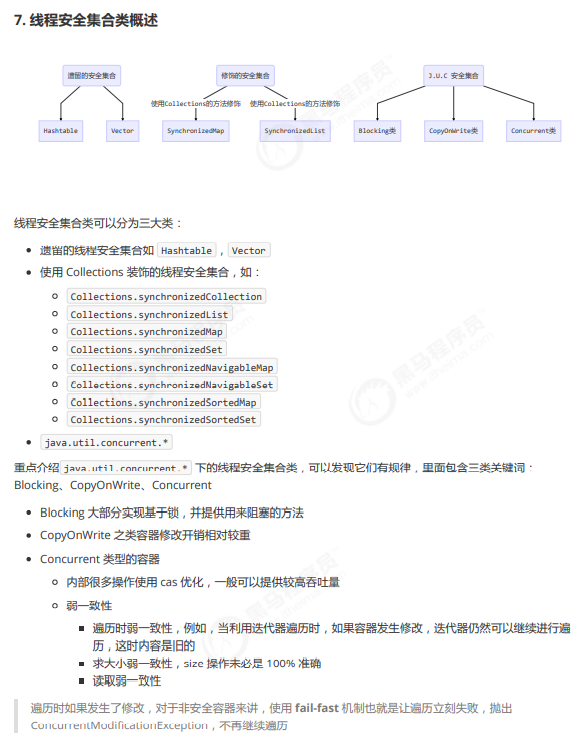 7. 线程安全集合类概述
遗留的安全集合 修饰的安全集合 J.U.C 安全集合
使用Collections的方法修饰 使用Collections的方法修饰
Hashtable Vector SynchronizedMap SynchronizedList Blocking类 CopyOnWrite类 Concurrent类
线程安全集合类可以分为三大类：
遗留的线程安全集合如 Hashtable ， Vector
使用 Collections 装饰的线程安全集合，如：
Collections.synchronizedCollection
Collections.synchronizedList
Collections.synchronizedMap
Collections.synchronizedSet
Collections.synchronizedNavigableMap
Collections.synchronizedNavigableSet
Collections.synchronizedSortedMap
Collections.synchronizedSortedSet
java.util.concurrent.*
重点介绍 java.util.concurrent.* 下的线程安全集合类，可以发现它们有规律，里面包含三类关键词：
Blocking、CopyOnWrite、Concurrent
Blocking 大部分实现基于锁，并提供用来阻塞的方法
CopyOnWrite 之类容器修改开销相对较重
Concurrent 类型的容器
内部很多操作使用 cas 优化，一般可以提供较高吞吐量
弱一致性
遍历时弱一致性，例如，当利用迭代器遍历时，如果容器发生修改，迭代器仍然可以继续进行遍
历，这时内容是旧的
求大小弱一致性，size 操作未必是 100% 准确
读取弱一致性
遍历时如果发生了修改，对于非安全容器来讲，使用 fail-fast 机制也就是让遍历立刻失败，抛出
ConcurrentModificationException，不再继续遍历
黑马程序员
黑马程序员
黑马程序员